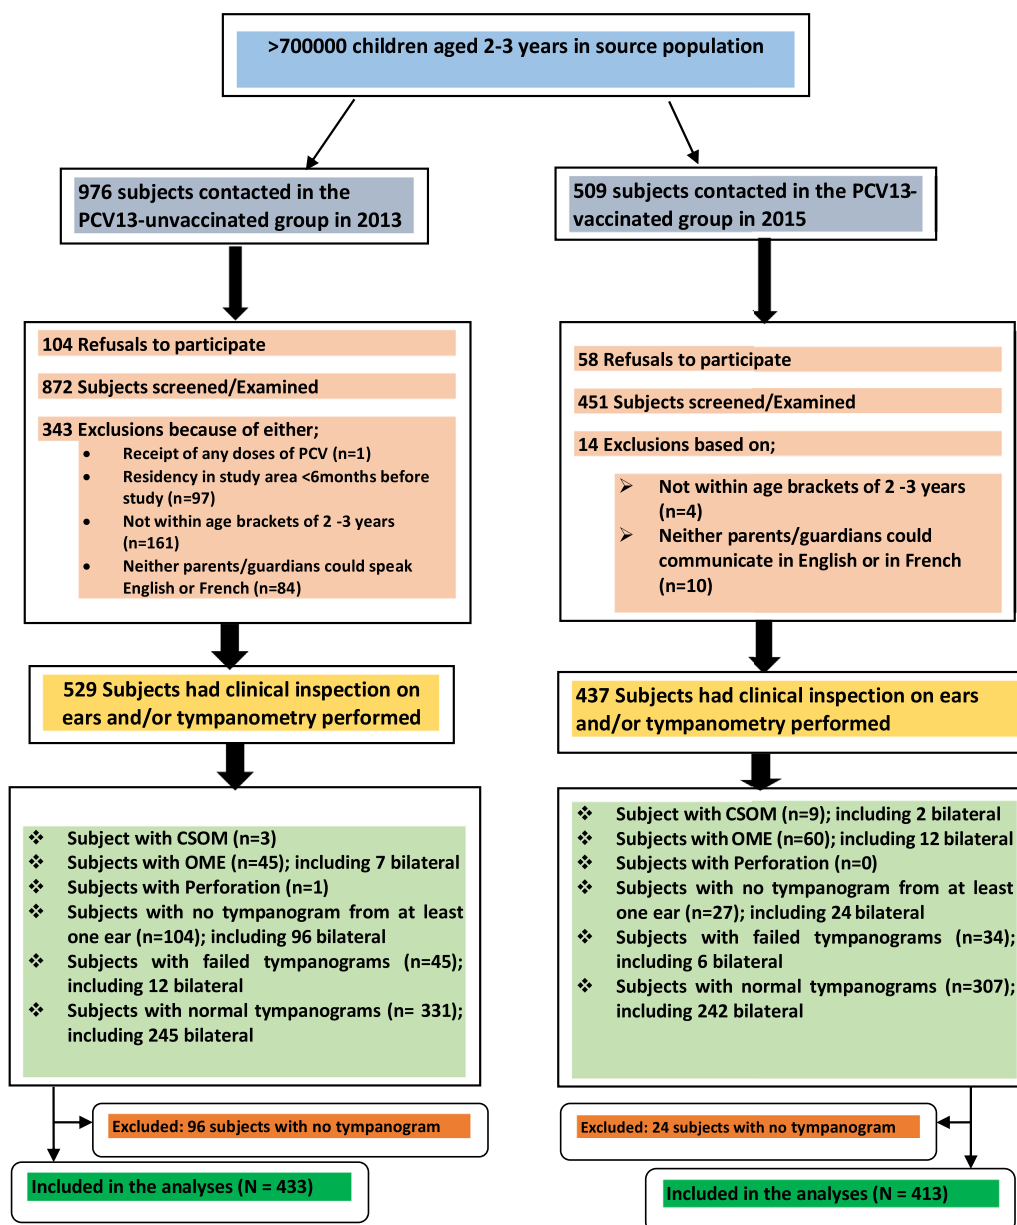 >700000 children aged 2-3 years in source population
976 subjects contacted in the
PCV13-unvaccinated group in 2013
104 Refusals to participate
872 Subjects screened/Examined
343 Exclusions because of either;
• Receipt of any doses of PCV (n=1)
• Residency in study area <6months before
study (n=97)
• Not within age brackets of 2 -3 years
(n=161)
• Neither parents/guardians could speak
English or French (n=84)
529 Subjects had clinical inspection on
ears and/or tympanometry performed
❖ Subject with CSOM (n=3)
❖ Subjects with OME (n=45); including 7 bilateral
❖ Subjects with Perforation (n=1)
❖ Subjects with no tympanogram from at least
one ear (n=104); including 96 bilateral
❖ Subjects with failed tympanograms (n=45);
including 12 bilateral
❖ Subjects with normal tympanograms (n= 331);
including 245 bilateral
Excluded: 96 subjects with no tympanogram
Included in the analyses (N = 433)
509 subjects contacted in the PCV13-
vaccinated group in 2015
58 Refusals to participate
451 Subjects screened/Examined
14 Exclusions based on;
➢ Not within age brackets of 2 -3 years
(n=4)
➢ Neither parents/guardians could
communicate in English or in French
(n=10)
437 Subjects had clinical inspection on ears
and/or tympanometry performed
❖ Subject with CSOM (n=9); including 2 bilateral
❖ Subjects with OME (n=60); including 12 bilateral
❖ Subjects with Perforation (n=0)
❖ Subjects with no tympanogram from at least
one ear (n=27); including 24 bilateral
❖ Subjects with failed tympanograms (n=34);
including 6 bilateral
❖ Subjects with normal tympanograms (n=307);
including 242 bilateral
Excluded: 24 subjects with no tympanogram
Included in the analyses (N = 413)